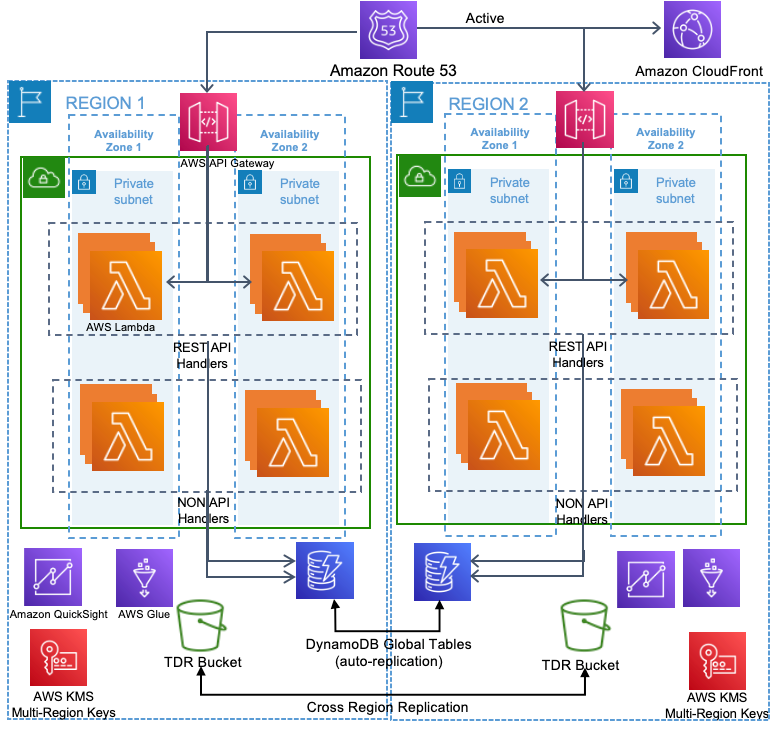 53
Active
Amazon Route 53
Amazon CloudFront
REGION 1
Availability
Zone 1
Availability
Zone 2
AWS API Gateway
Private
subnet
Private
subnet
AWS Lambda
REST API
Handlers
NON API
Handlers
REGION 2
Availability
Zone 1
Availability
Zone 2
Private
subnet
Private
subnet
REST API
Handlers
NON API
Handlers
Amazon QuickSight
AWS Glue
TDR Bucket
DynamoDB Global Tables
(auto-replication)
TDR Bucket
AWS KMS
Multi-Region Keys
Cross Region Replication
AWS KMS
Multi-Region Keys